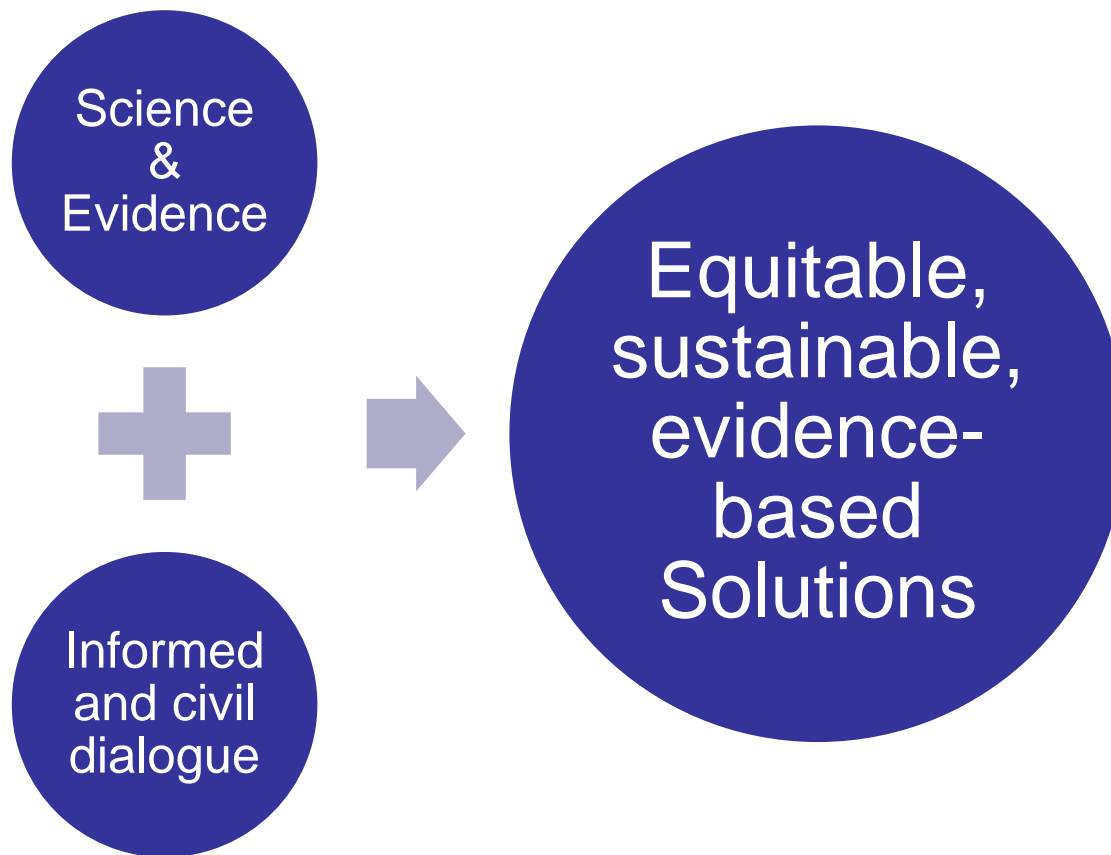 Science
&
Evidence
Informed
and civil
dialogue
Equitable,
sustainable,
evidence-
based
Solutions